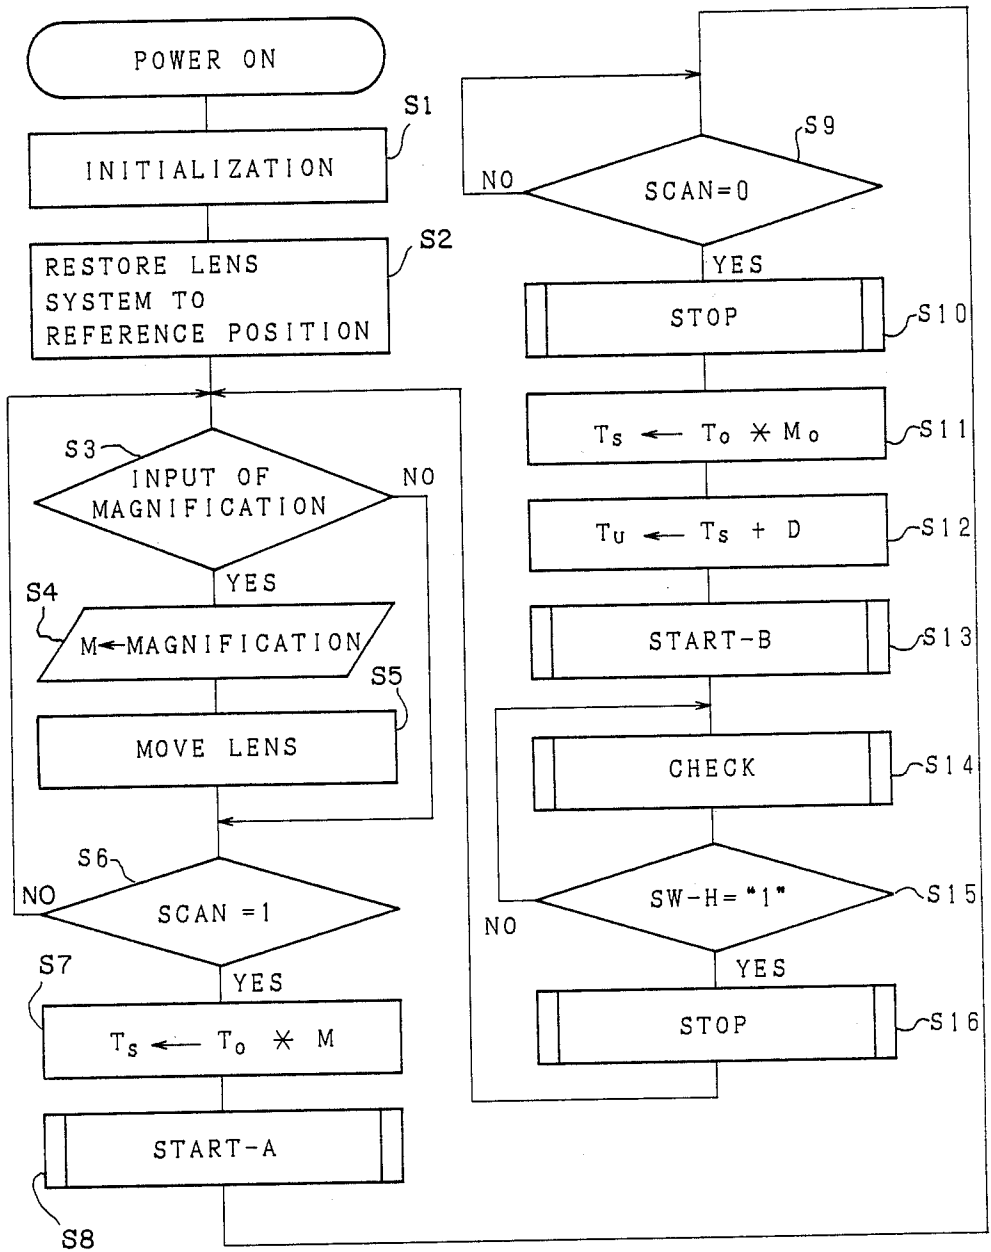 POWER ON
S1
INITIALIZATION
S2
RESTORE LENS
SYSTEM TO
REFERENCE POSITION
S3
INPUT OF
MAGNIFICATION
NO
YES
S4
M←MAGNIFICATION
S5
MOVE LENS
S6
NO
SCAN =1
YES
S7
Ts ← To * M
START-A
S8
S9
NO
SCAN=0
YES
STOP
S10
Ts ← To * Mo
S11
Tu ← Ts + D
S12
START-B
S13
CHECK
S14
SW-H="1"
S15
NO
YES
STOP
S16